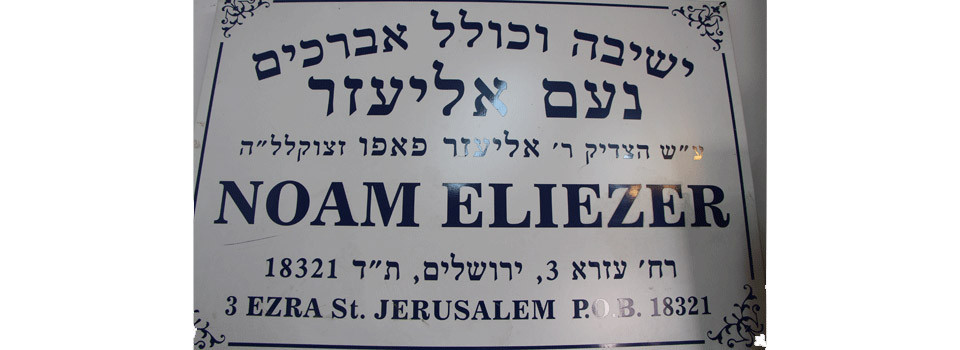 ישיבה וכולל אברכים
נעם אליעזר
ע״ש הצדיק ר׳ אליעזר פאפו זצוקלל״ה
NOAM ELIEZER
רח׳ עזרא 3, ירושלים, ת״ד 18321
3 EZRA St. JERUSALEM P.O.B. 18321